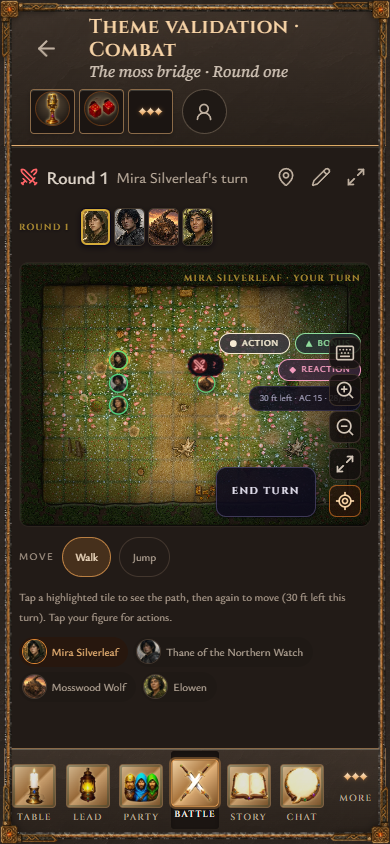 Theme validation ·
Combat
The moss bridge · Round one
Round 1 Mira Silverleaf's turn
ROUND 1
MIRA SILVERLEAF · YOUR TURN
ACTION
REACTION
30 ft left · AC 15 ·
END TURN
MOVE Walk Jump
Tap a highlighted tile to see the path, then again to move (30 ft left this
turn). Tap your figure for actions.
Mira Silverleaf Thane of the Northern Watch
Mosswood Wolf Elowen
TABLE LEAD PARTY BATTLE STORY CHAT MORE